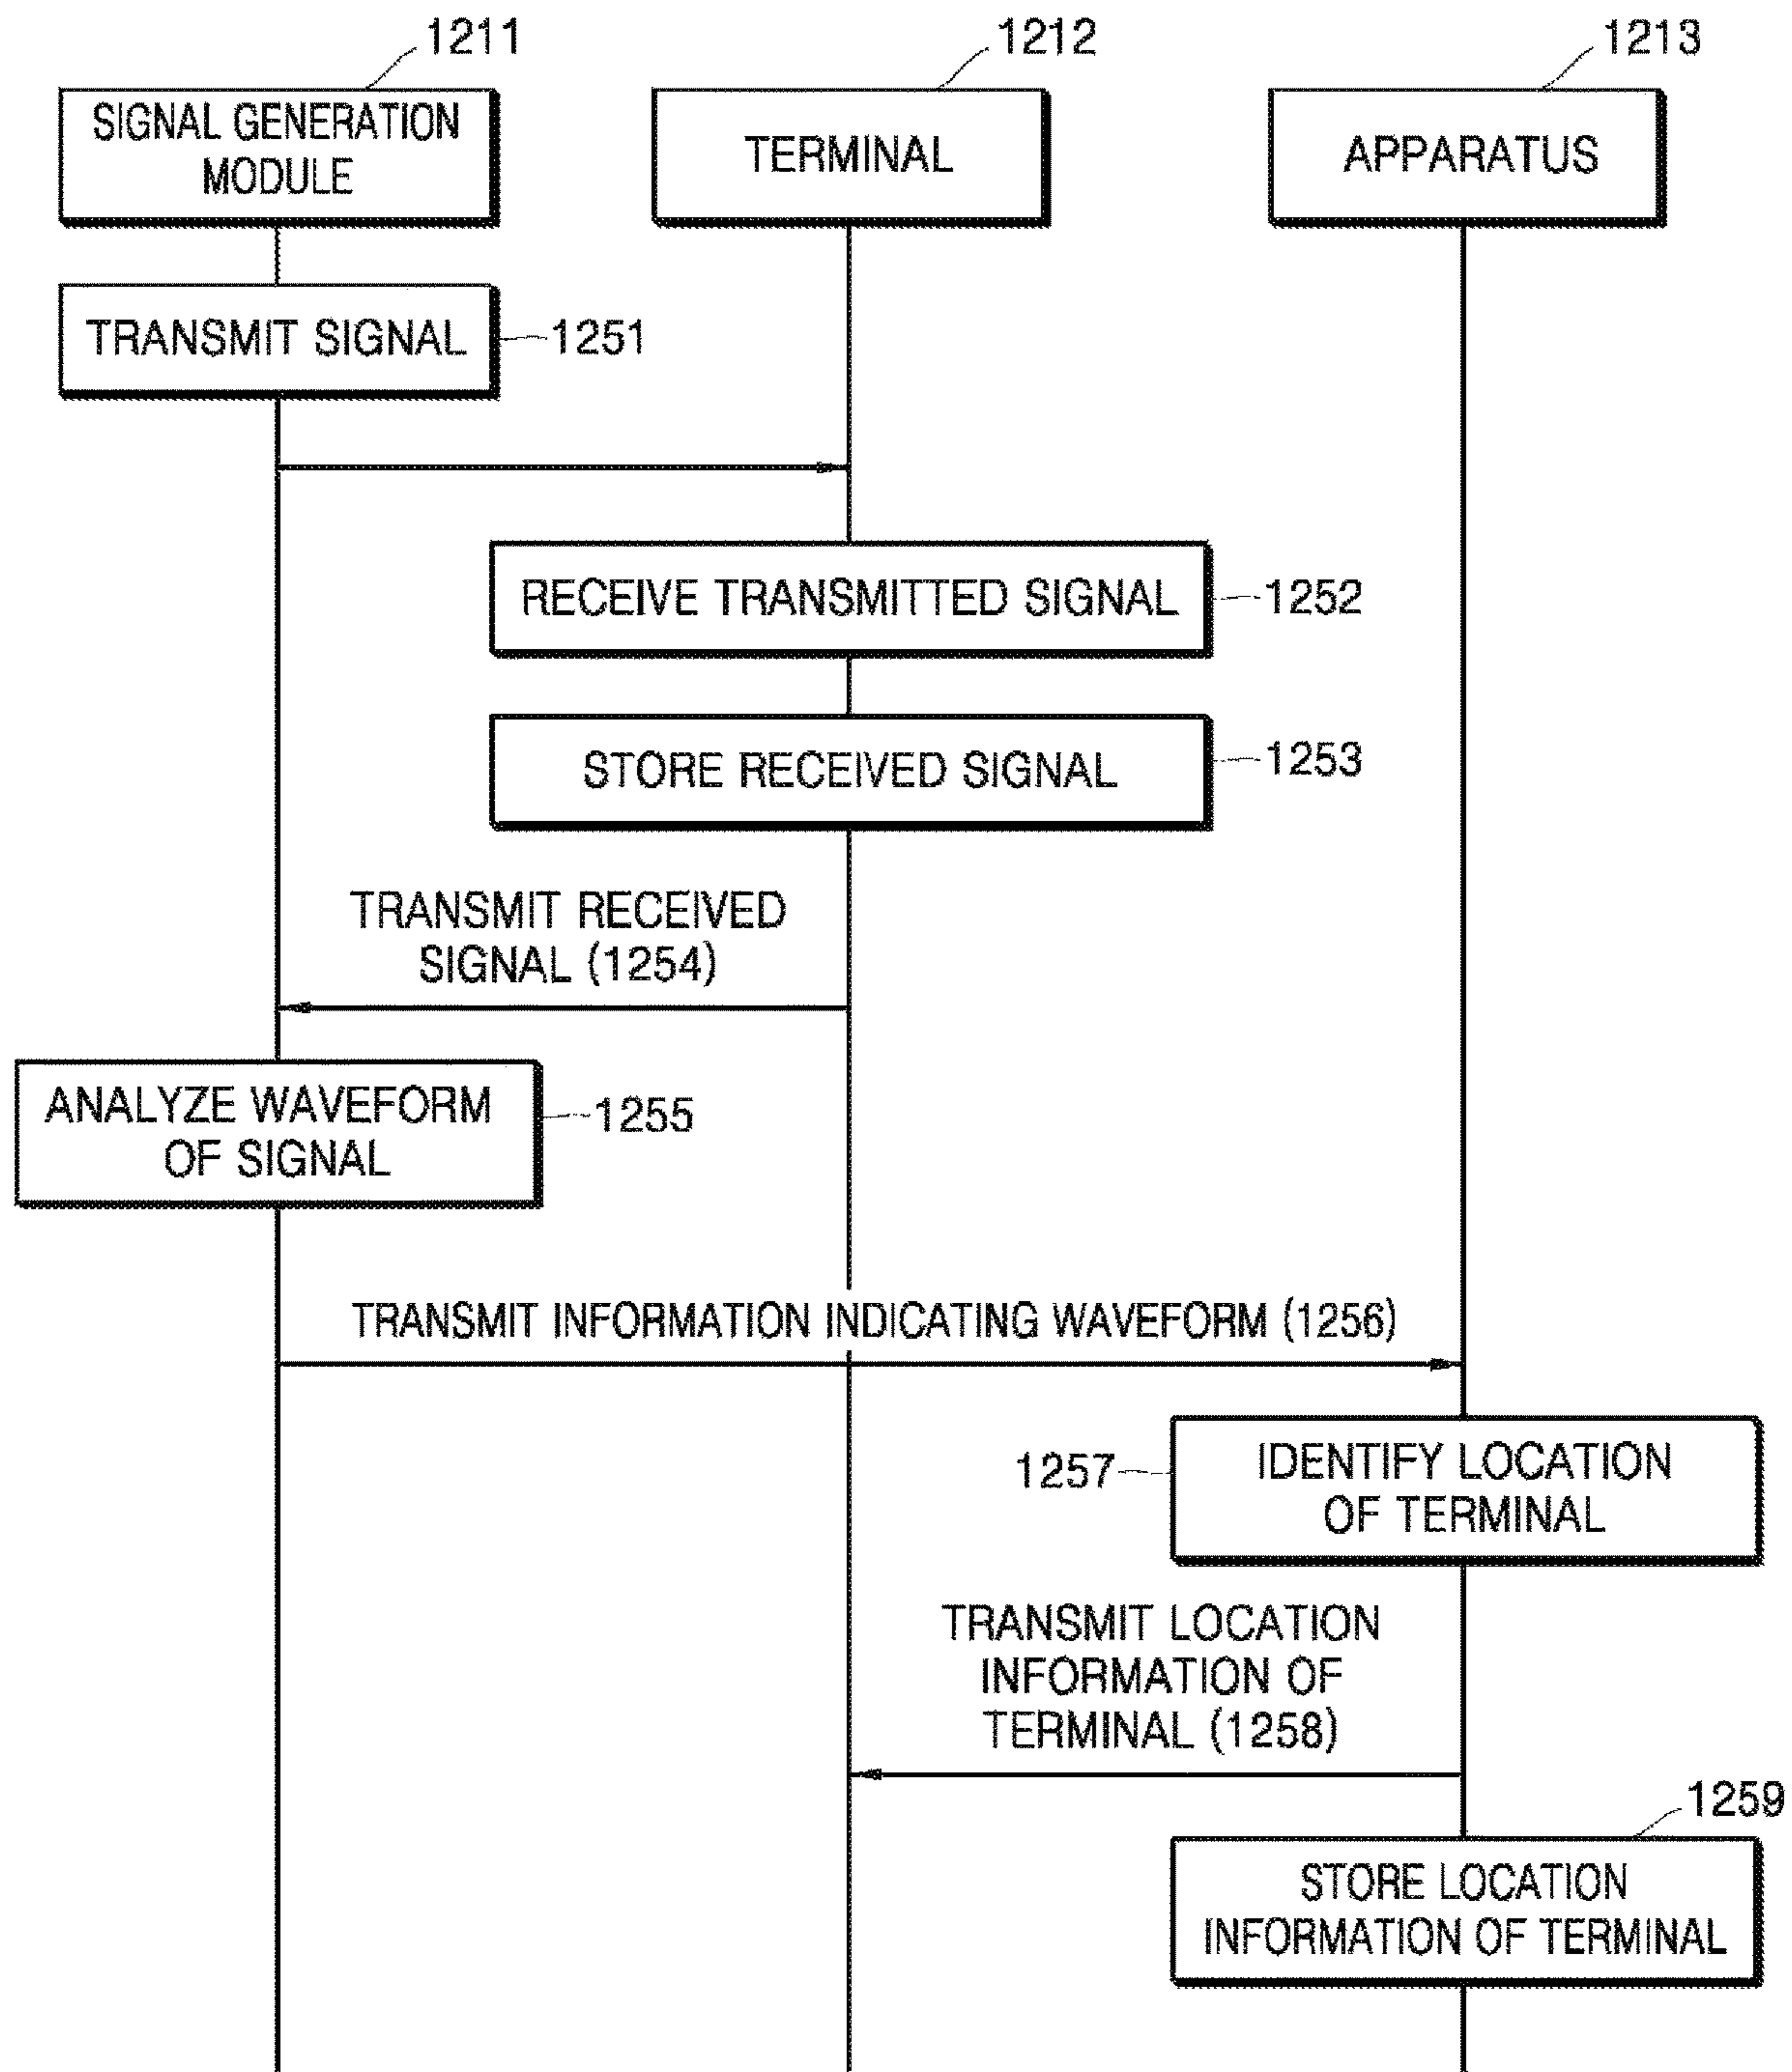 1211
1212
1213
SIGNAL GENERATION
MODULE
TERMINAL
APPARATUS
TRANSMIT SIGNAL
1251
RECEIVE TRANSMITTED SIGNAL
1252
STORE RECEIVED SIGNAL
1253
TRANSMIT RECEIVED
SIGNAL (1254)
ANALYZE WAVEFORM
OF SIGNAL
1255
TRANSMIT INFORMATION INDICATING WAVEFORM (1256)
1257
IDENTIFY LOCATION
OF TERMINAL
TRANSMIT LOCATION
INFORMATION OF
TERMINAL (1258)
1259
STORE LOCATION
INFORMATION OF TERMINAL